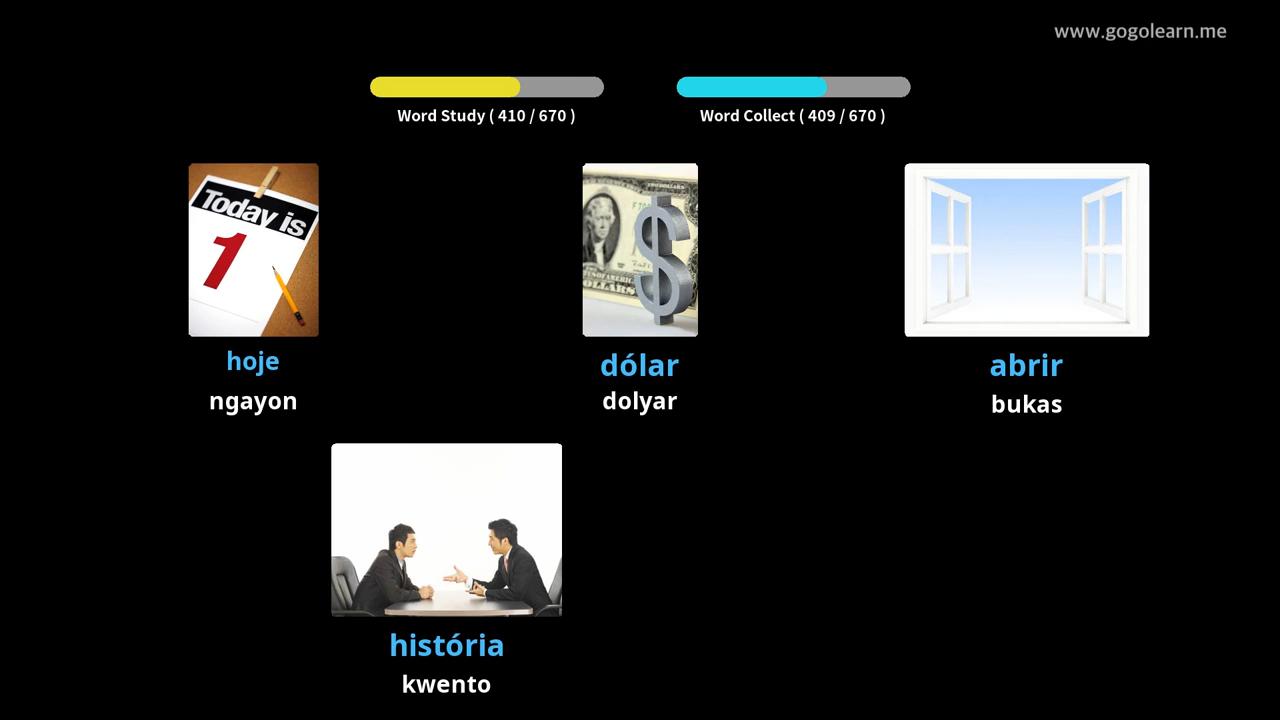 www.gogolearn.me
Word Study ( 410 / 670 )
Word Collect ( 409 / 670 )
Today is
1
hoje
ngayon
dólar
dolyar
abrir
bukas
história
kwento